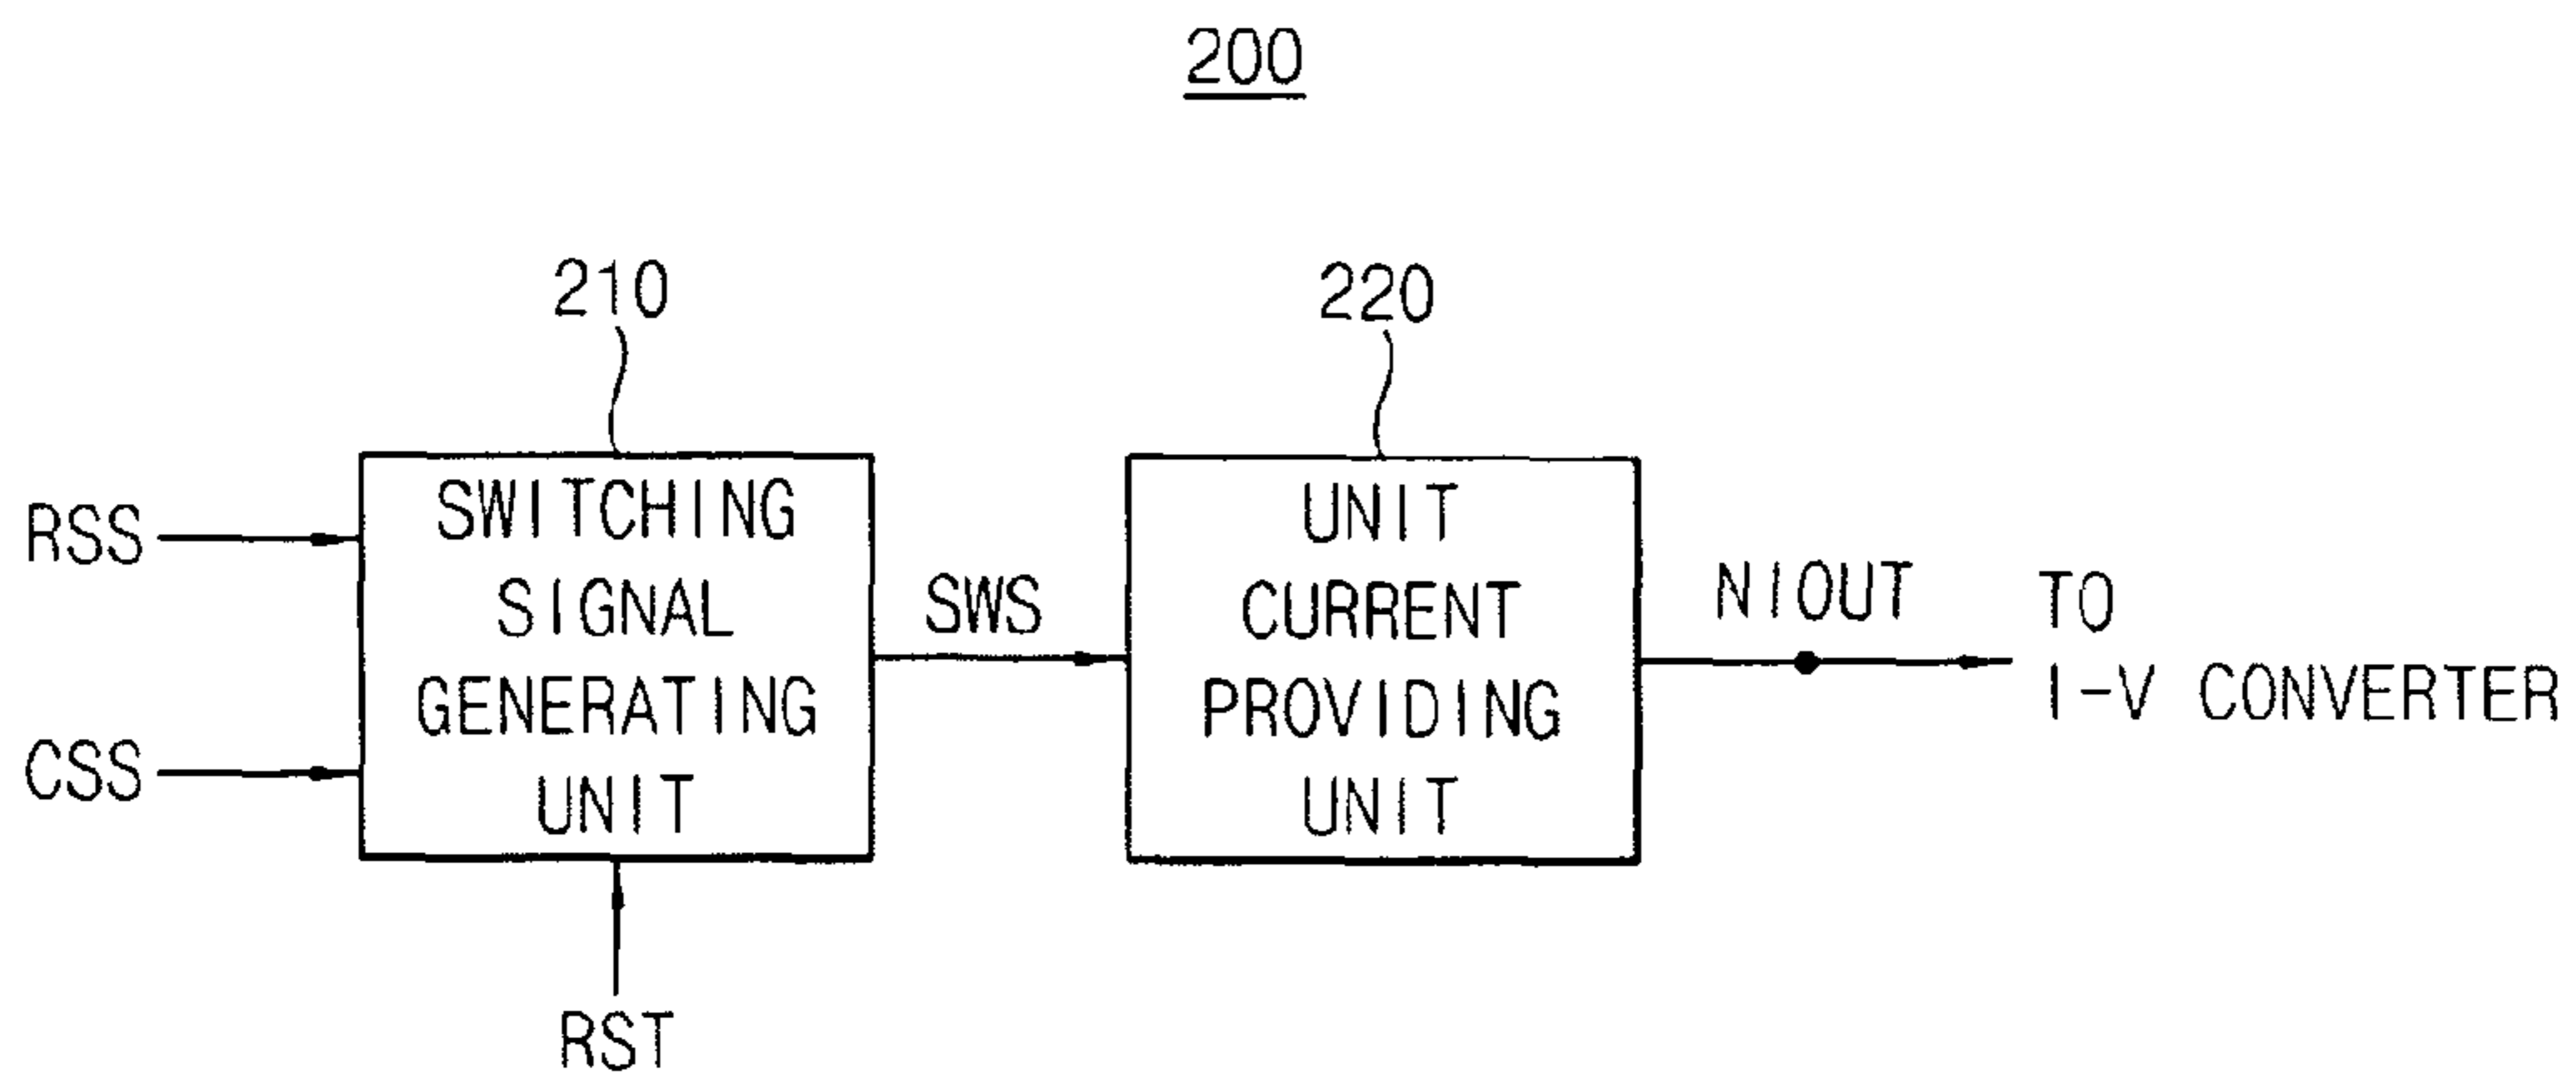 200
210
220
RSS
CSS
SWITCHING
SIGNAL
GENERATING
UNIT
SWS
UNIT
CURRENT
PROVIDING
UNIT
NIOUT
TO
I-V CONVERTER
RST